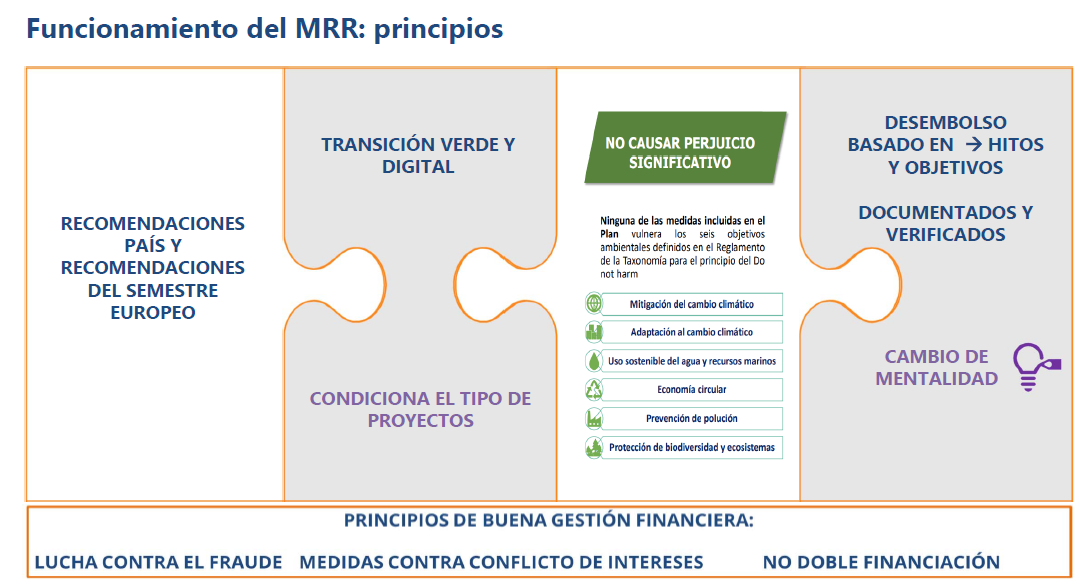 Funcionamiento del MRR: principios
RECOMENDACIONES
PAÍS Y
RECOMENDACIONES
DEL SEMESTRE
EUROPEO
TRANSICIÓN VERDE Y
DIGITAL
CONDICIONA EL TIPO DE
PROYECTOS
NO CAUSAR PERJUICIO
SIGNIFICATIVO
Ninguna de las medidas incluidas en el
Plan vulnera los seis objetivos
ambientales definidos en el Reglamento
de la Taxonomía para el principio del Do
not harm
Mitigación del cambio climático
Adaptación al cambio climático
Uso sostenible del agua y recursos marinos
Economía circular
Prevención de polución
Protección de biodiversidad y ecosistemas
DESEMBOLSO
BASADO EN → HITOS
Y OBJETIVOS
DOCUMENTADOS Y
VERIFICADOS
CAMBIO DE
MENTALIDAD
PRINCIPIOS DE BUENA GESTIÓN FINANCIERA:
LUCHA CONTRA EL FRAUDE MEDIDAS CONTRA CONFLICTO DE INTERESES NO DOBLE FINANCIACIÓN